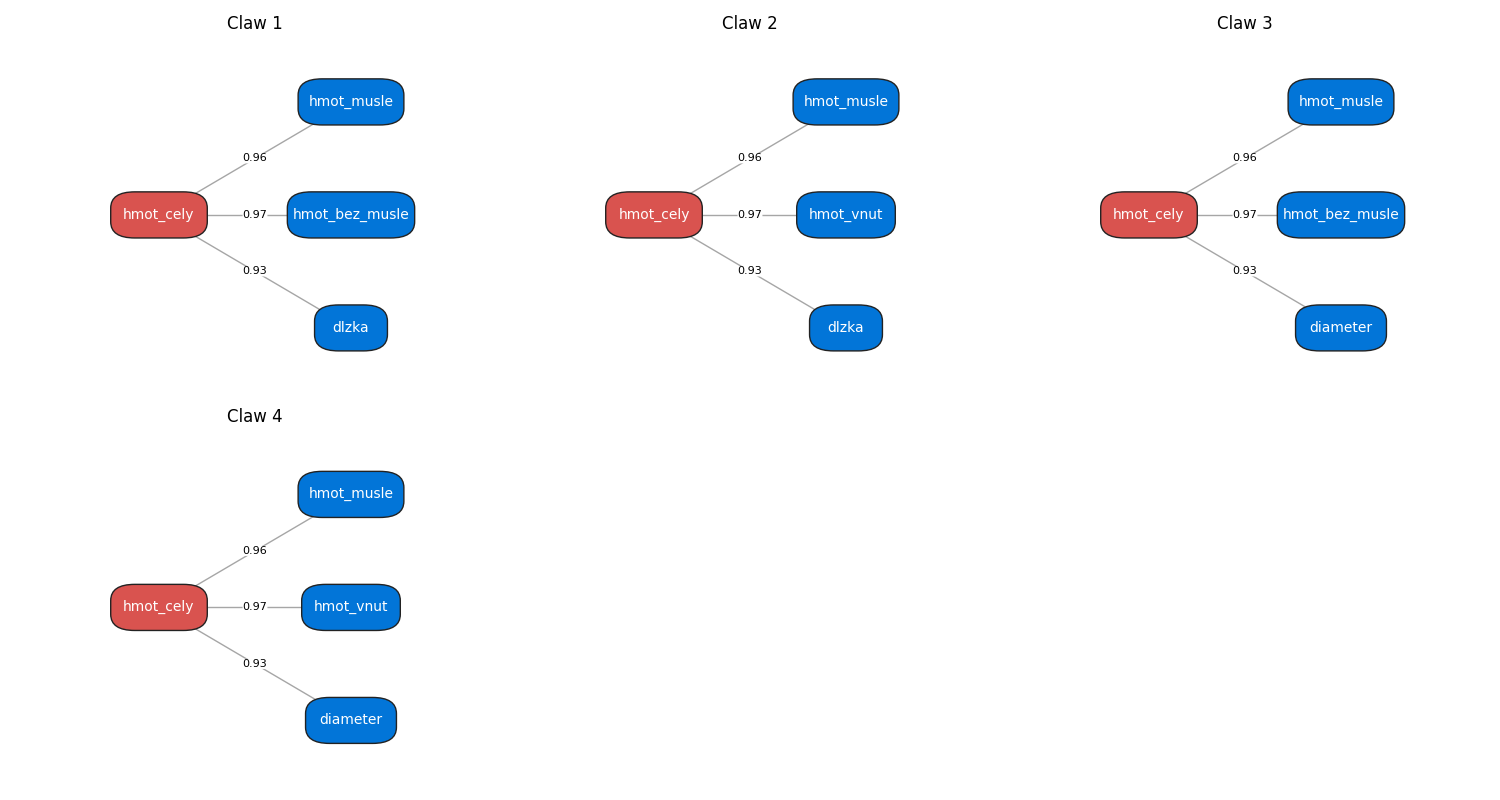 Claw 1
hmot_musle
0.96
hmot_cely
0.97
hmot_bez_musle
0.93
dlzka
Claw 2
hmot_musle
0.96
hmot_cely
0.97
hmot_vnut
0.93
dlzka
Claw 3
hmot_musle
0.96
hmot_cely
0.97
hmot_bez_musle
0.93
diameter
Claw 4
hmot_musle
0.96
hmot_cely
0.97
hmot_vnut
0.93
diameter